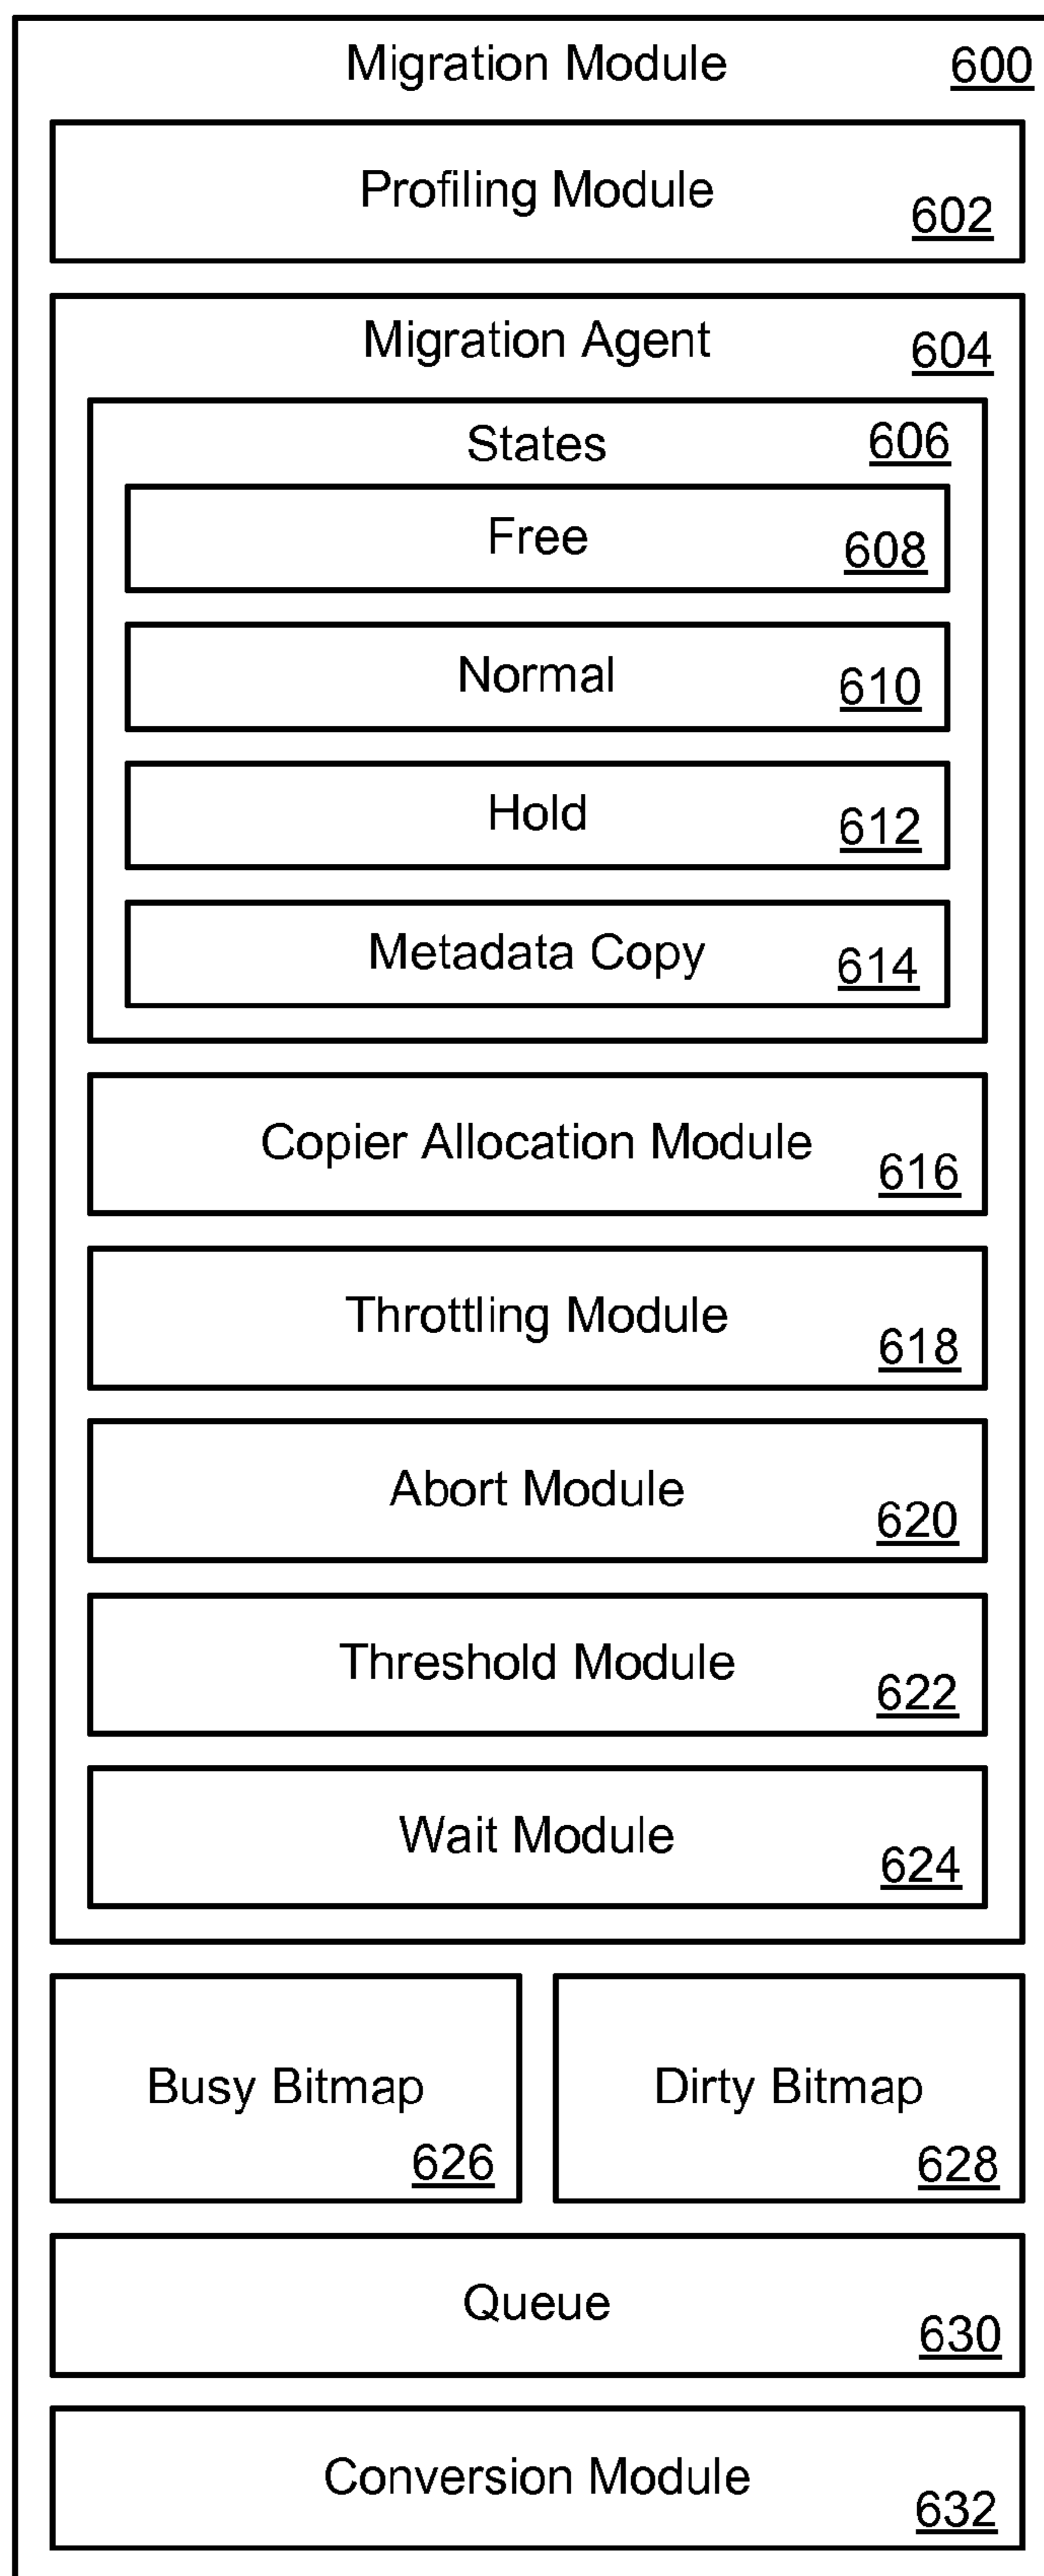 Migration Module 600
Profiling Module 602
Migration Agent 604
States 606
Free 608
Normal 610
Hold 612
Metadata Copy 614
Copier Allocation Module 616
Throttling Module 618
Abort Module 620
Threshold Module 622
Wait Module 624
Busy Bitmap 626
Dirty Bitmap 628
Queue 630
Conversion Module 632